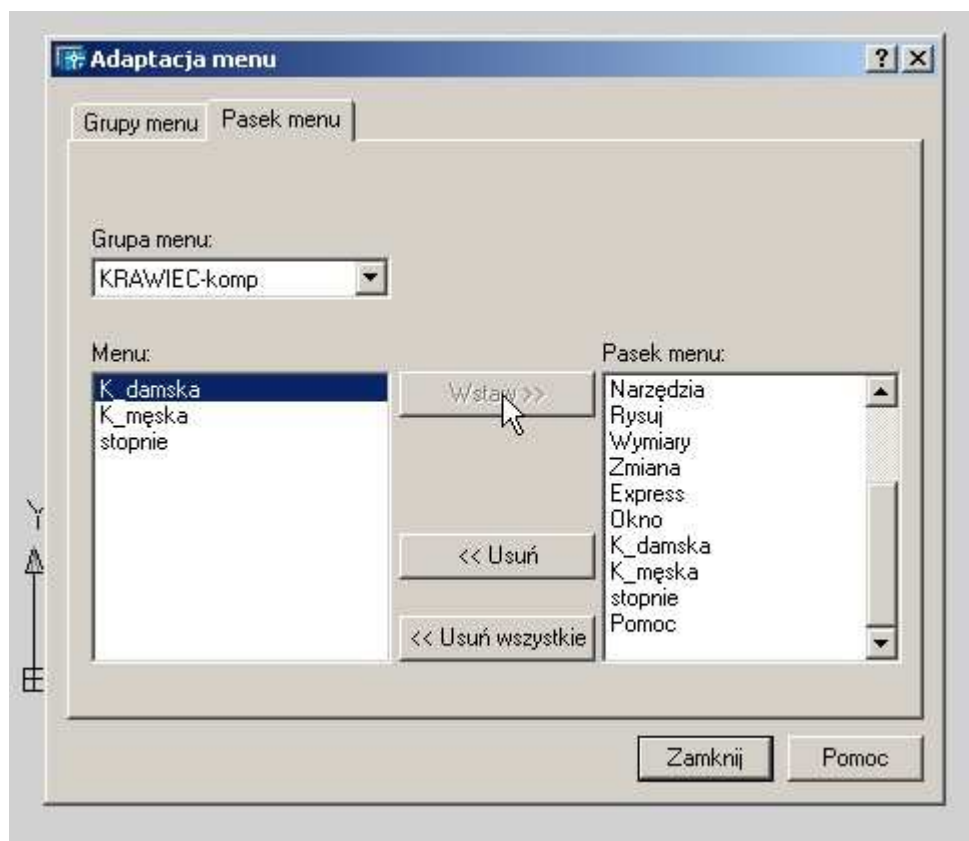 Adaptacja menu
Grupy menu Pasek menu
Grupa menu:
KRAWIEC-komp
Menu:
K_damska
K_męska
stopnie
Wstaw >>
<< Usuń
<< Usuń wszystkie
Pasek menu:
Narzędzia
Rysuj
Wymiary
Zmiana
Express
Okno
K_damska
K_męska
stopnie
Pomoc
Zamknij Pomoc
Y